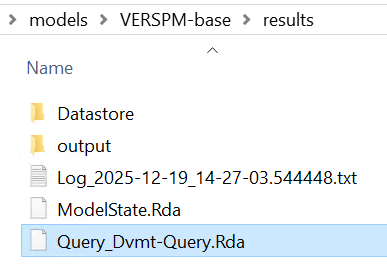 models > VERSPM-base > results
Name
Datastore
output
Log_2025-12-19_14-27-03.544448.txt
ModelState.Rda
Query_Dvmt-Query.Rda